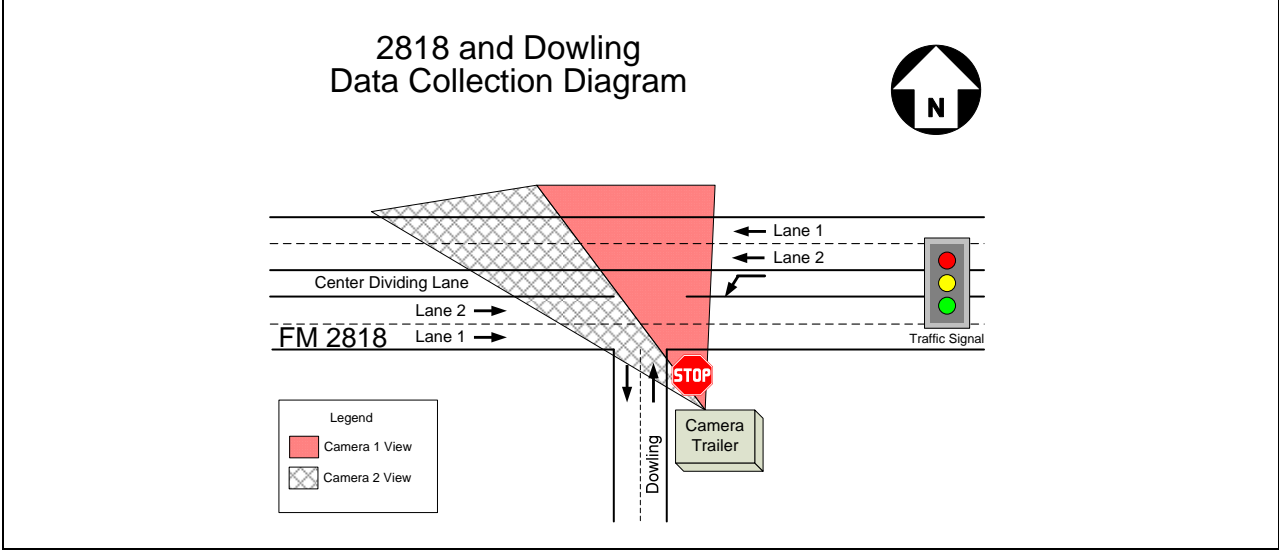 2818 and Dowling
Data Collection Diagram
N
Lane 1
Lane 2
Center Dividing Lane
Lane 2
FM 2818
Lane 1
Traffic Signal
STOP
Legend
Camera 1 View
Camera 2 View
Camera
Trailer
Dowling